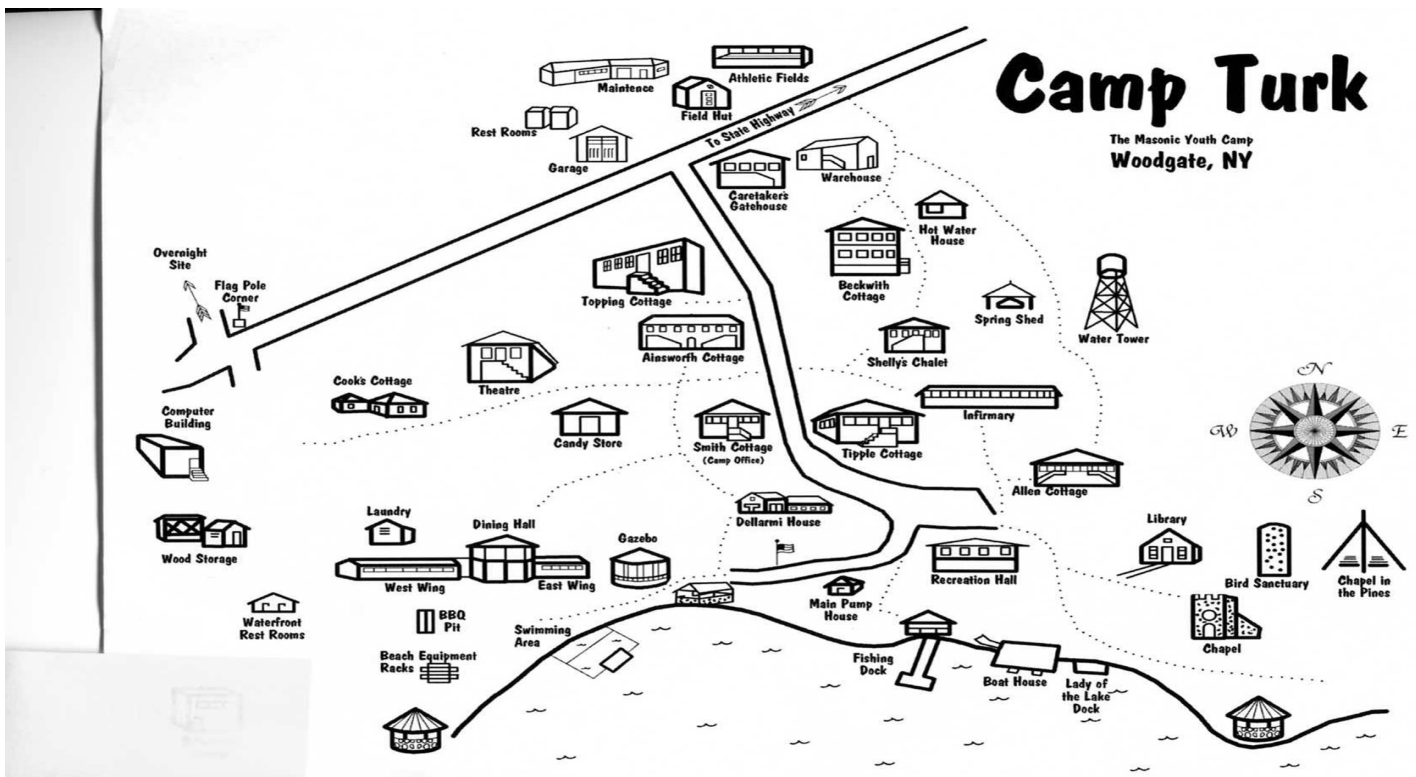 Camp Turk
The Masonic Youth Camp
Woodgate, NY
Athletic Fields
Maintence
Field Hut
Rest Rooms
Garage
To State Highway
Warehouse
Caretaker's
Gatehouse
Hot Water
House
Overnight
Site
Flag Pole
Corner
Beckwith
Cottage
Topping Cottage
Spring Shed
Water Tower
Ainsworth Cottage
Shelly's Chalet
Theatre
Cook's Cottage
N
W
E
S
Infirmary
Computer
Building
Candy Store
Smith Cottage
(Camp Office)
Tipple Cottage
Allen Cottage
Laundry
Dining Hall
Dellarmi House
Library
Wood Storage
Gazebo
West Wing
East Wing
Recreation Hall
Bird Sanctuary
Chapel in
the Pines
Main Pump
House
Waterfront
Rest Rooms
BBQ
Pit
Swimming
Area
Chapel
Beach Equipment
Racks
Fishing
Dock
Boat House
Lady of
the Lake
Dock